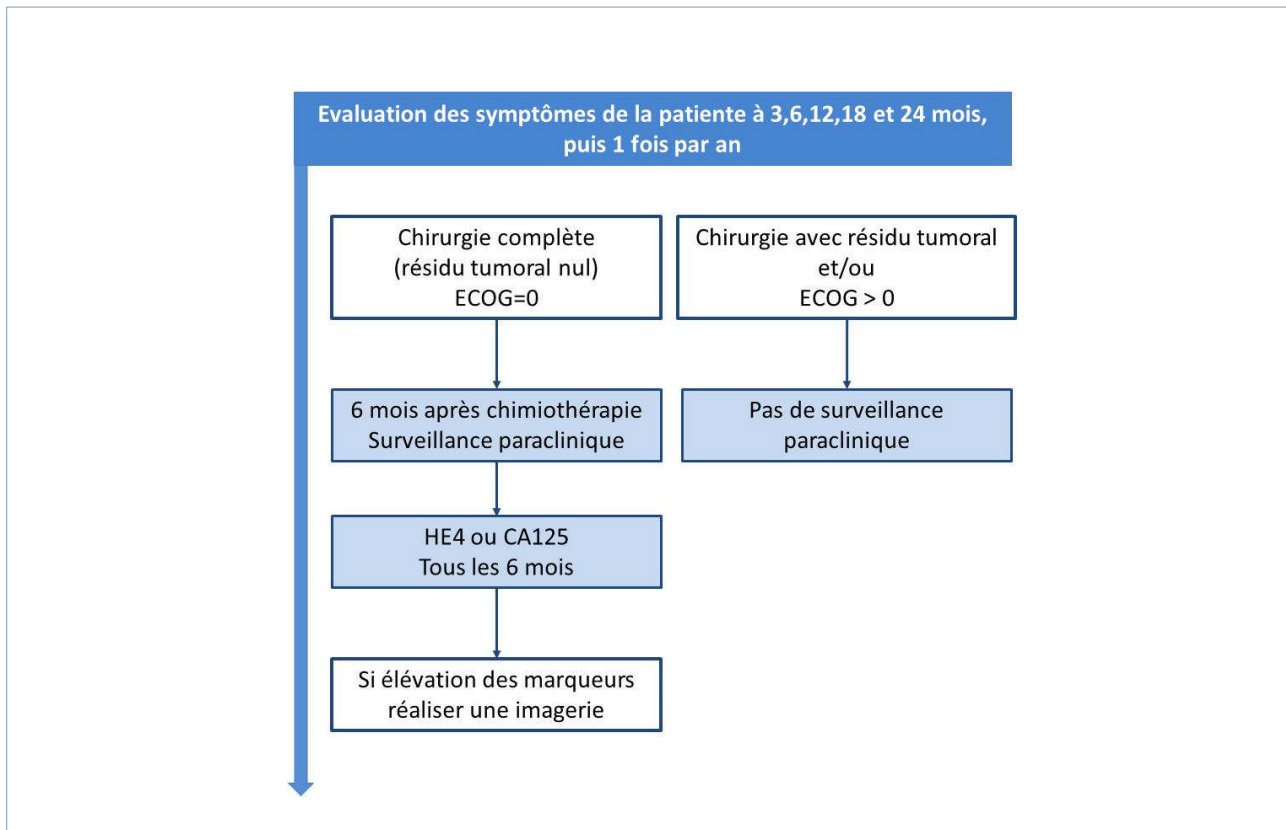 Evaluation des symptômes de la patiente à 3,6,12,18 et 24 mois,
puis 1 fois par an
Chirurgie complète
(résidu tumoral nul)
ECOG=0
Chirurgie avec résidu tumoral
et/ou
ECOG > 0
6 mois après chimiothérapie
Surveillance paraclinique
Pas de surveillance
paraclinique
HE4 ou CA125
Tous les 6 mois
Si élévation des marqueurs
réaliser une imagerie